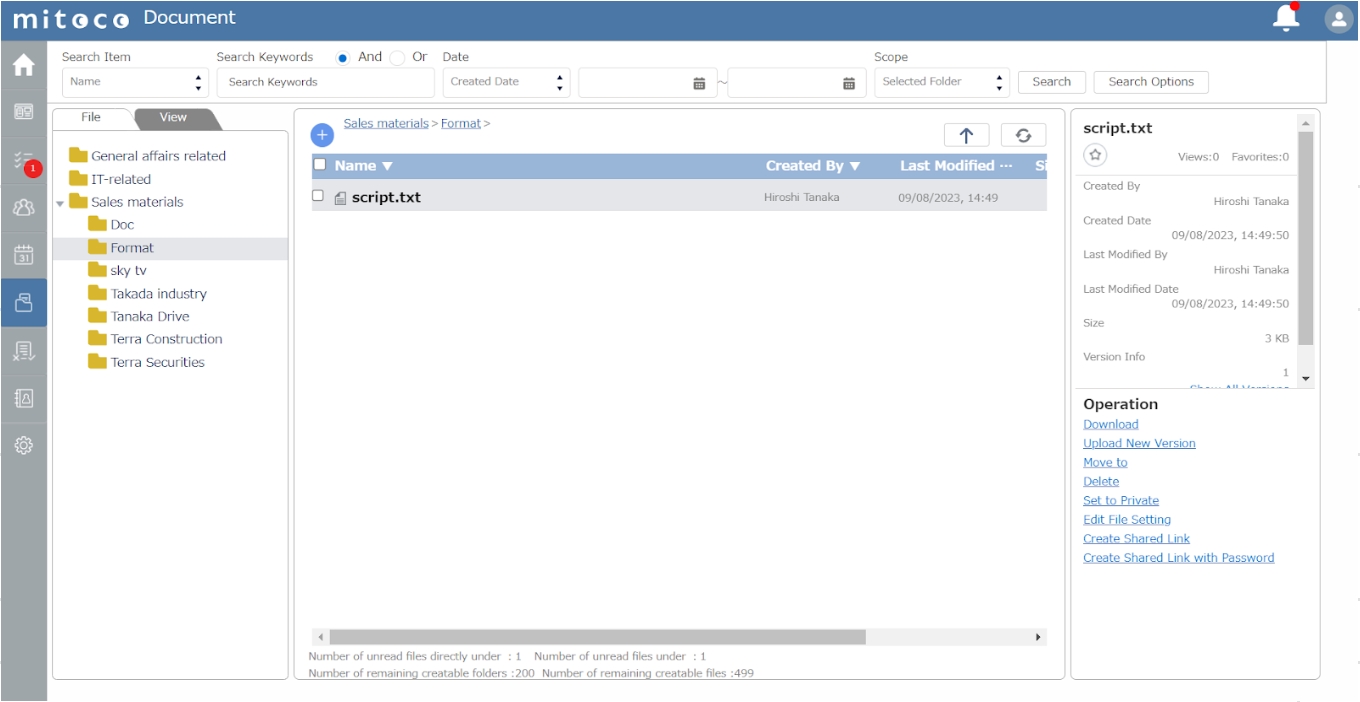 mitoco Document
Search Item
Search Keywords
And
Or
Date
Scope
Name
Search Keywords
Created Date
~
Selected Folder
Search
Search Options
File
View
1
31
General affairs related
IT-related
Sales materials
Doc
Format
sky tv
Takada industry
Tanaka Drive
Terra Construction
Terra Securities
Sales materials > Format >
Name ▼ Created By ▼ Last Modified ··· Si
script.txt Hiroshi Tanaka 09/08/2023, 14:49
Number of unread files directly under : 1 Number of unread files under : 1
Number of remaining creatable folders :200 Number of remaining creatable files :499
script.txt
Views:0 Favorites:0
Created By
Hiroshi Tanaka
Created Date
09/08/2023, 14:49:50
Last Modified By
Hiroshi Tanaka
Last Modified Date
09/08/2023, 14:49:50
Size
3 KB
Version Info
1
Show All Versions
Operation
Download
Upload New Version
Move to
Delete
Set to Private
Edit File Setting
Create Shared Link
Create Shared Link with Password